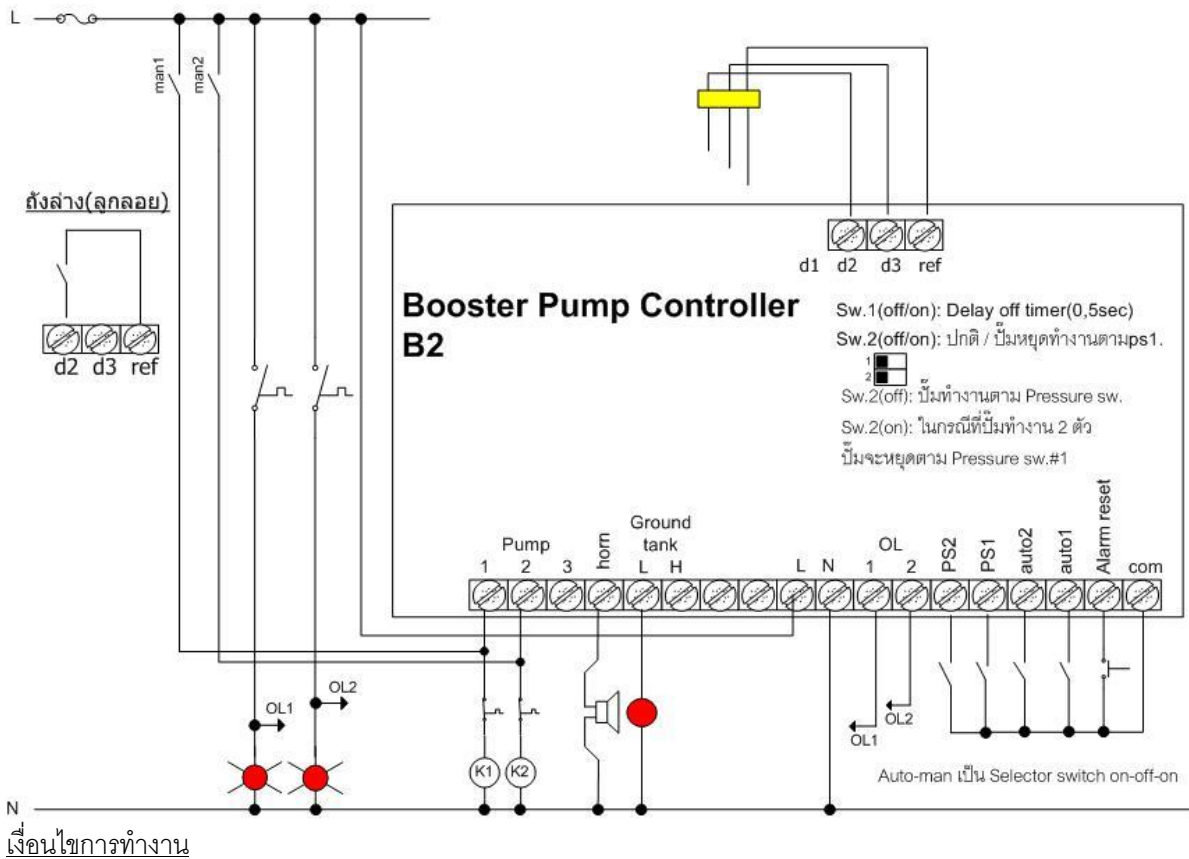 L
man1
man2
ถังล่าง(ลูกลอย)
d2 d3 ref
d1 d2 d3 ref
Booster Pump Controller
B2
Sw.1(off/on): Delay off timer(0,5sec)
Sw.2(off/on): ปกติ / ปั๊มหยุดทำงานตามps1.
1
2
Sw.2(off): ปั๊มทำงานตาม Pressure sw.
Sw.2(on): ในกรณีที่ปั๊มทำงาน 2 ตัว
ปั๊มจะหยุดตาม Pressure sw.#1
Pump
1 2 3
horn
Ground
tank
L H
L N
OL
1 2
PS2
PS1
auto2
auto1
Alarm reset
com
OL1
OL2
OL1
OL2
K1
K2
Auto-man เป็น Selector switch on-off-on
N
เงื่อนไขการทำงาน